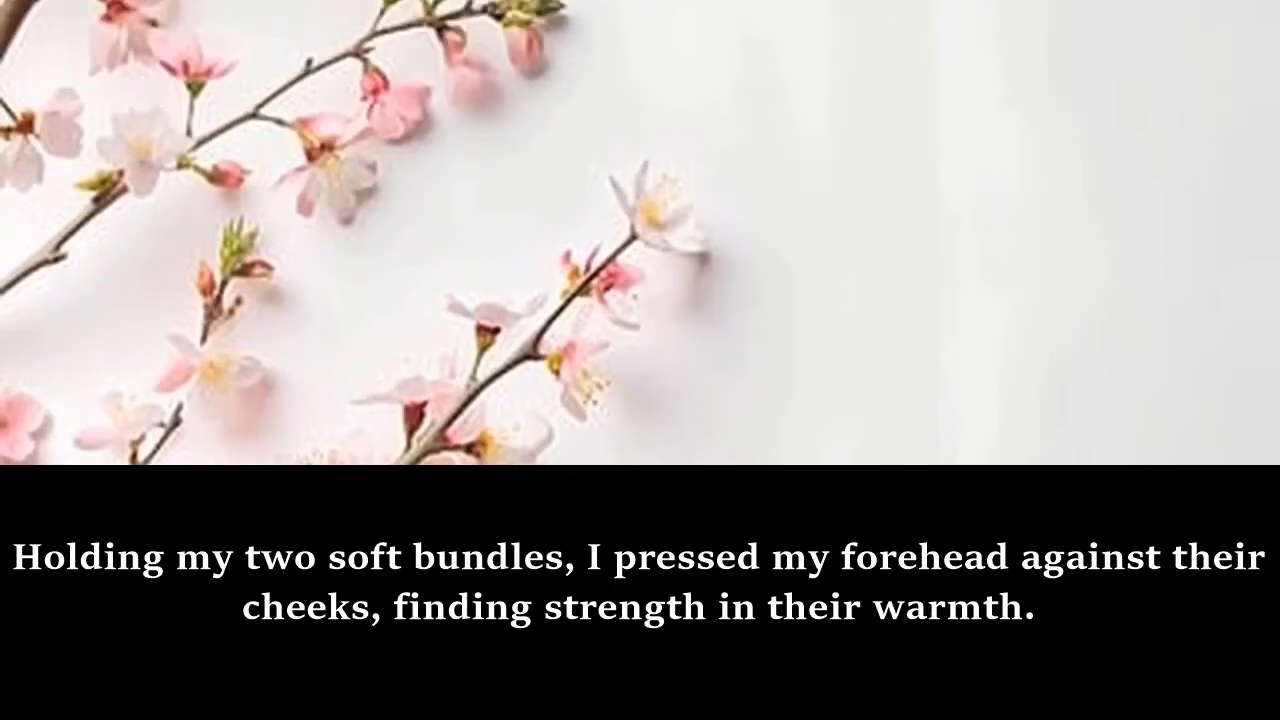 Holding my two soft bundles, I pressed my forehead against their
cheeks, finding strength in their warmth.